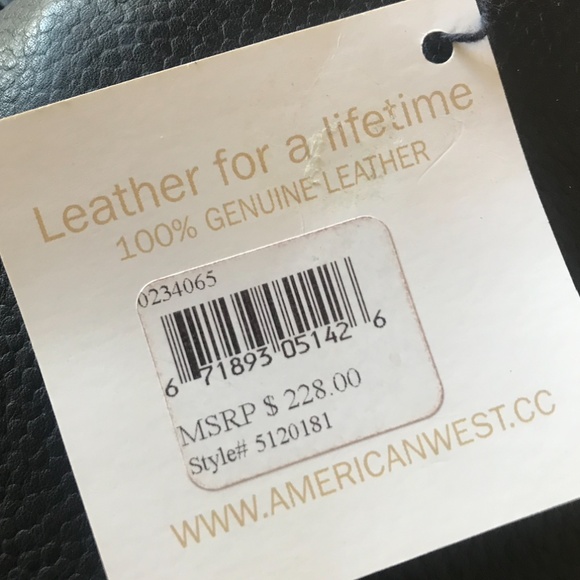 Leather for a lifetime
100% GENUINE LEATHER
0234065
6 71893 05142 6
MSRP $ 228.00
Style# 5120181
WWW.AMERICANWEST.CC